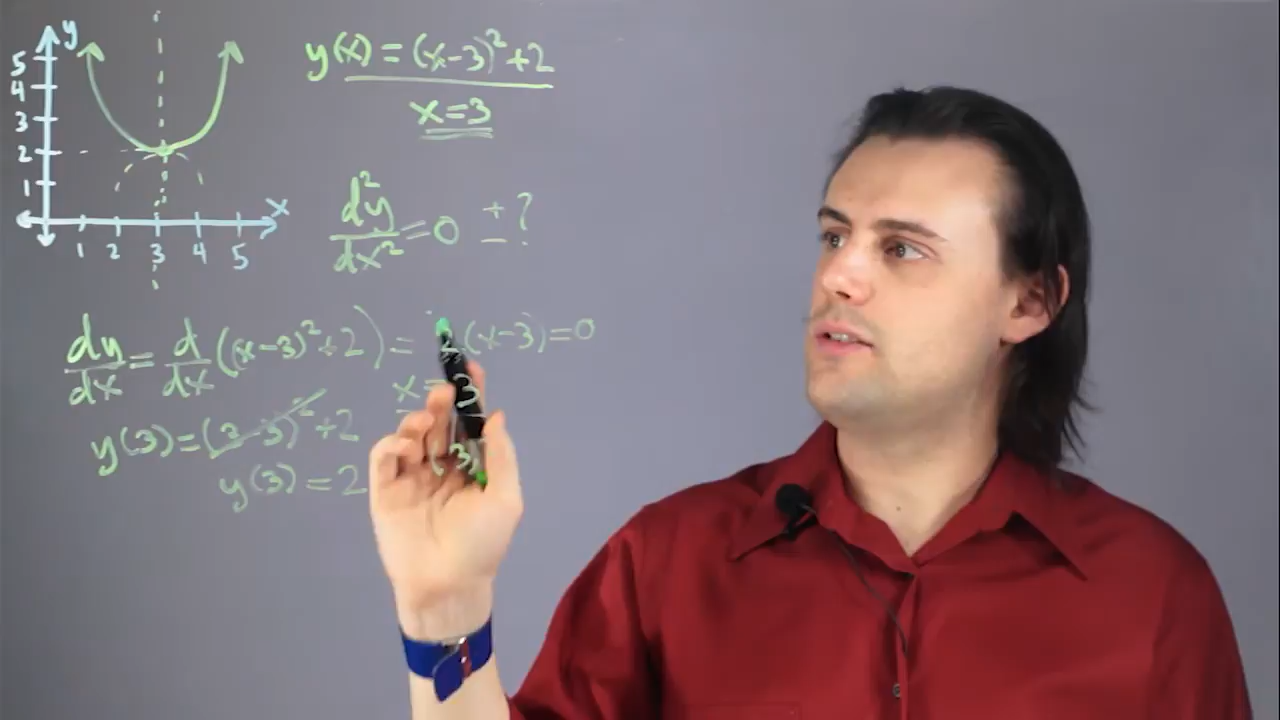 y
5
4
3
2
1
1 2 3 4 5
x
y(x) = (x-3)² + 2
x = 3
d²y/dx² = 0 ± ?
dy/dx = d/dx ((x-3)² + 2) = 2(x-3) = 0
x = 3
y(3) = (3-3)² + 2
y(3) = 2
(3)